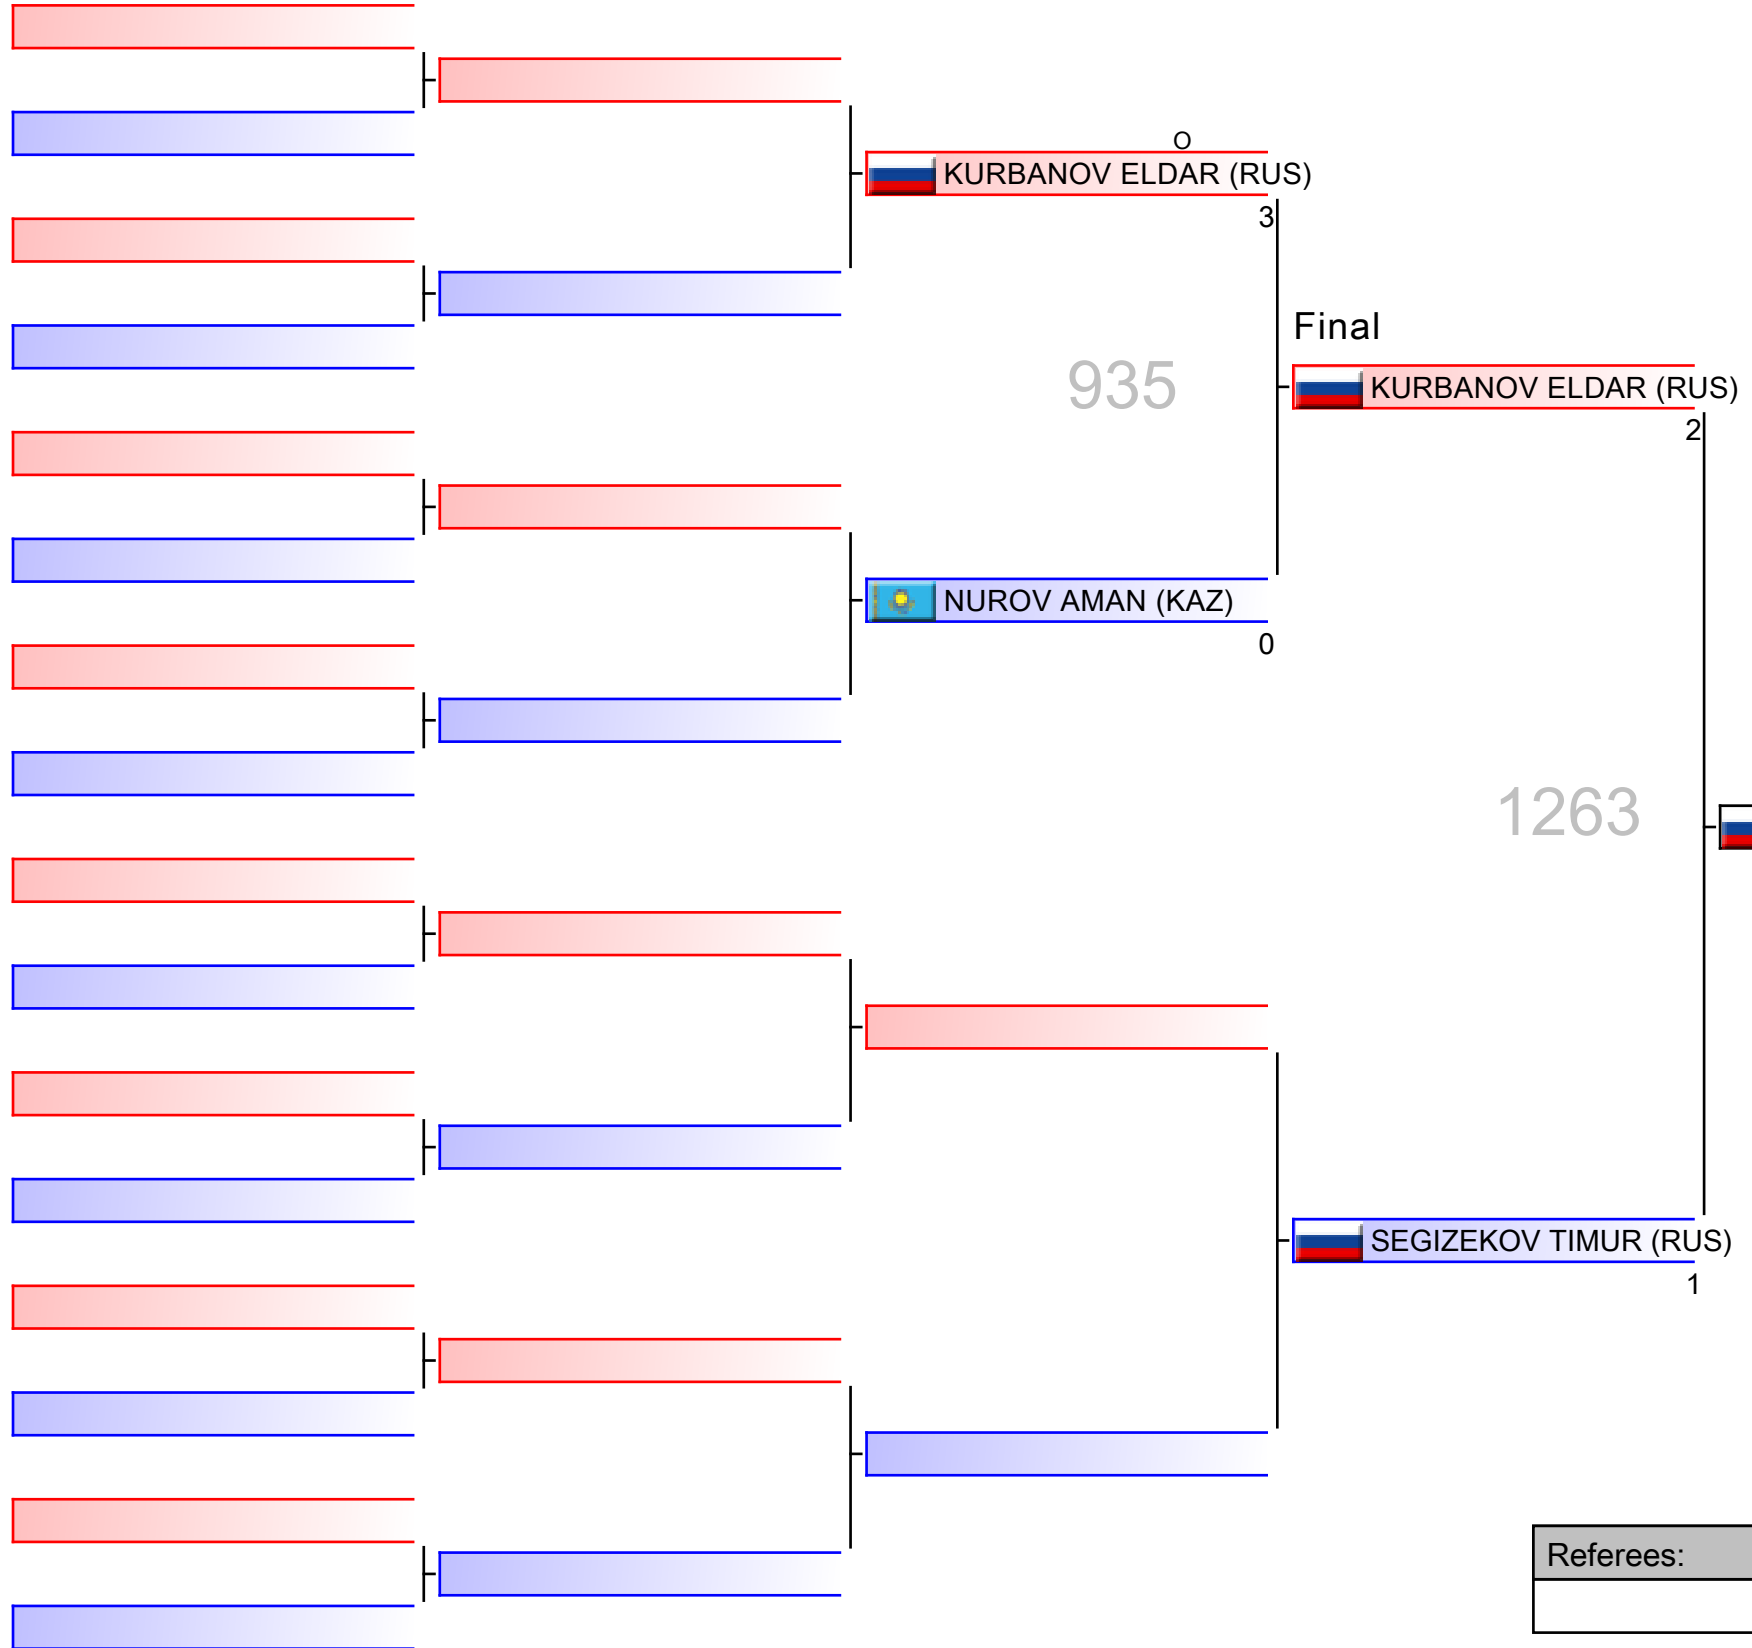 O
KURBANOV ELDAR (RUS)
3
Final
935
KURBANOV ELDAR (RUS)
2
NUROV AMAN (KAZ)
0
1263
SEGIZEKOV TIMUR (RUS)
1
Referees: